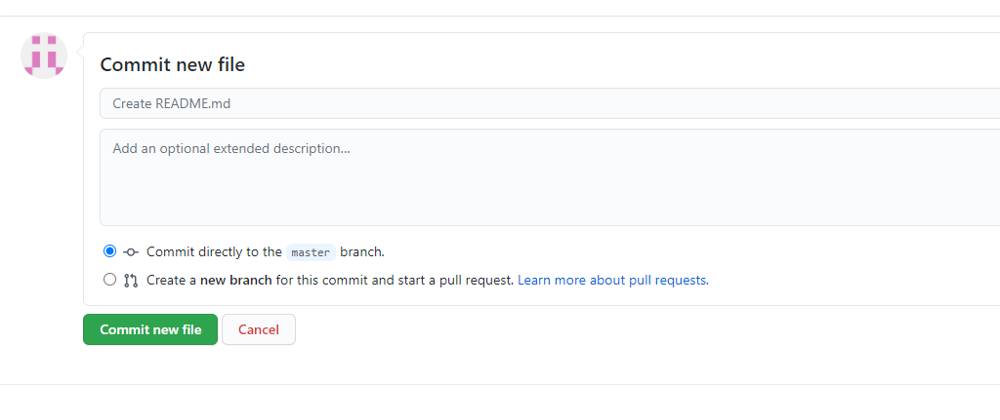 Commit new file
Create README.md
Add an optional extended description...
Commit directly to the master branch.
Create a new branch for this commit and start a pull request. Learn more about pull requests.
Commit new file Cancel